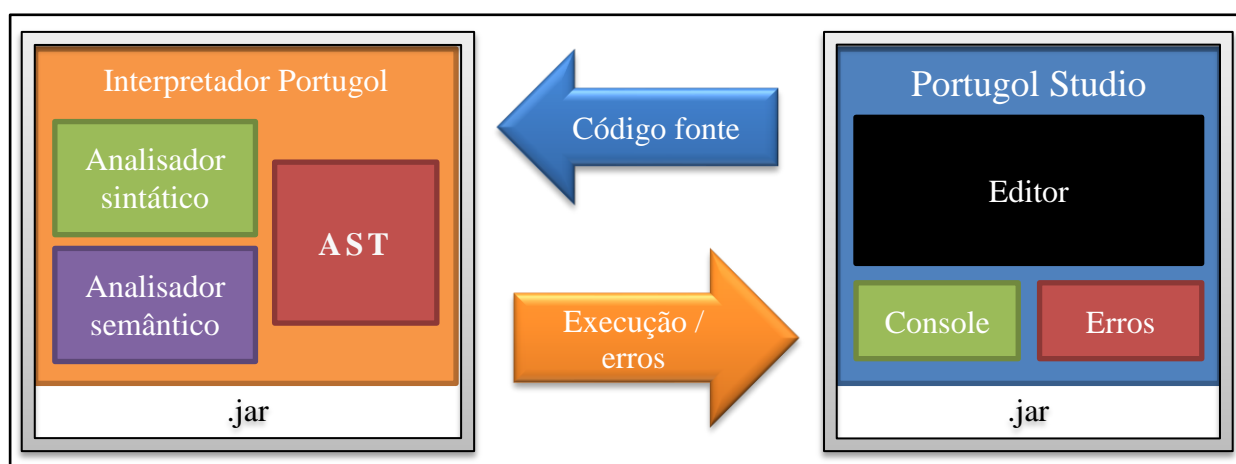 Interpretador Portugol
Analisador
sintático
AST
Analisador
semântico
.jar
Código fonte
Execução /
erros
Portugol Studio
Editor
Console
Erros
.jar